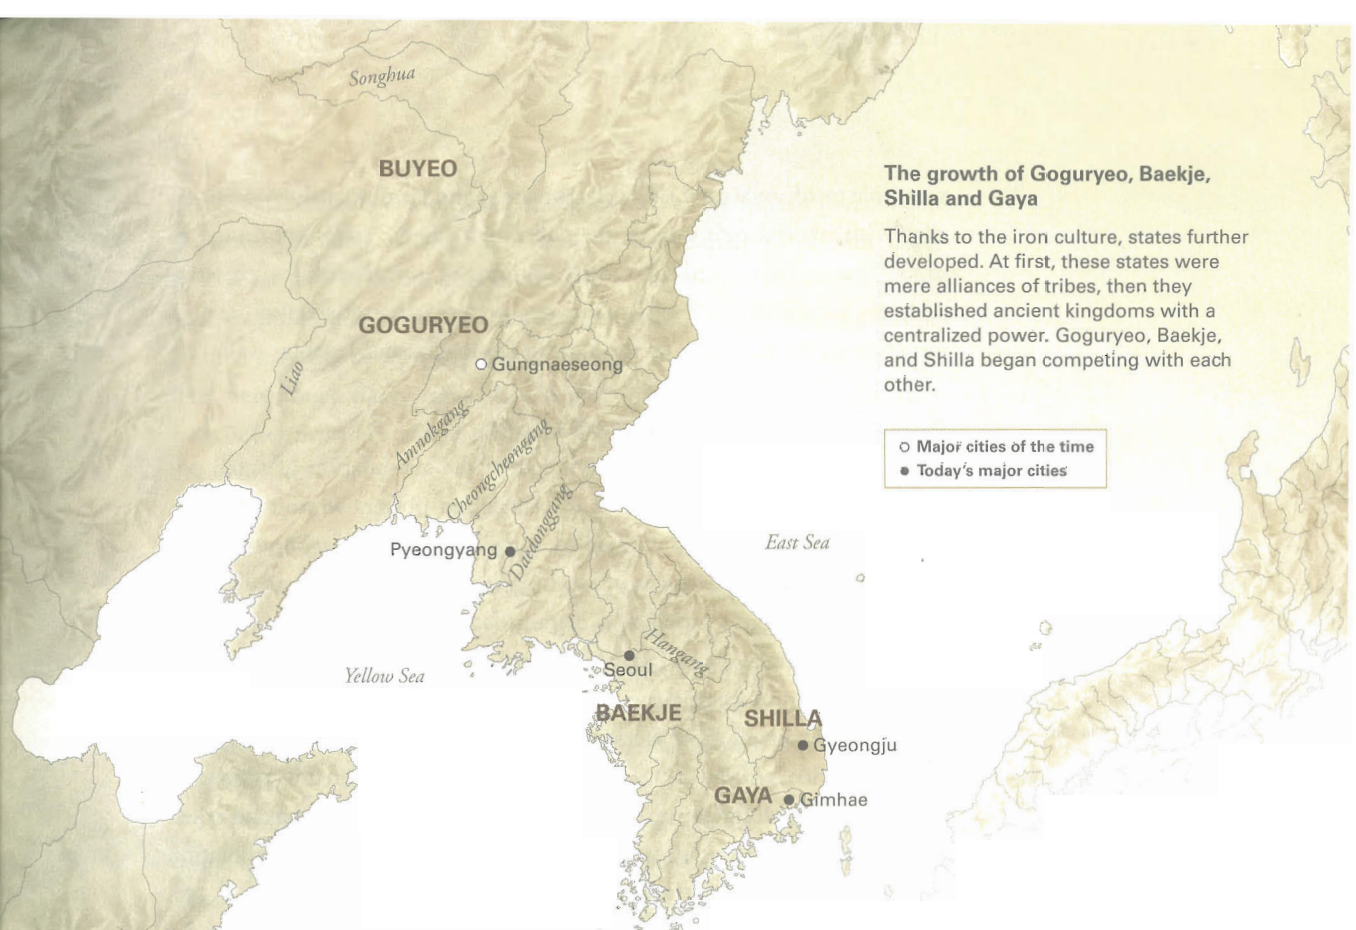 Songhua
BUYEO
The growth of Goguryeo, Baekje,
Shilla and Gaya
Thanks to the iron culture, states further
developed. At first, these states were
mere alliances of tribes, then they
established ancient kingdoms with a
centralized power. Goguryeo, Baekje,
and Shilla began competing with each
other.
GOGURYEO
Gungnaeseong
Liao
Amnokgang
Cheongcheongang
Daedonggang
Major cities of the time
Today's major cities
East Sea
Pyeongyang
Hangang
Seoul
Yellow Sea
BAEKJE
SHILLA
Gyeongju
GAYA
Gimhae